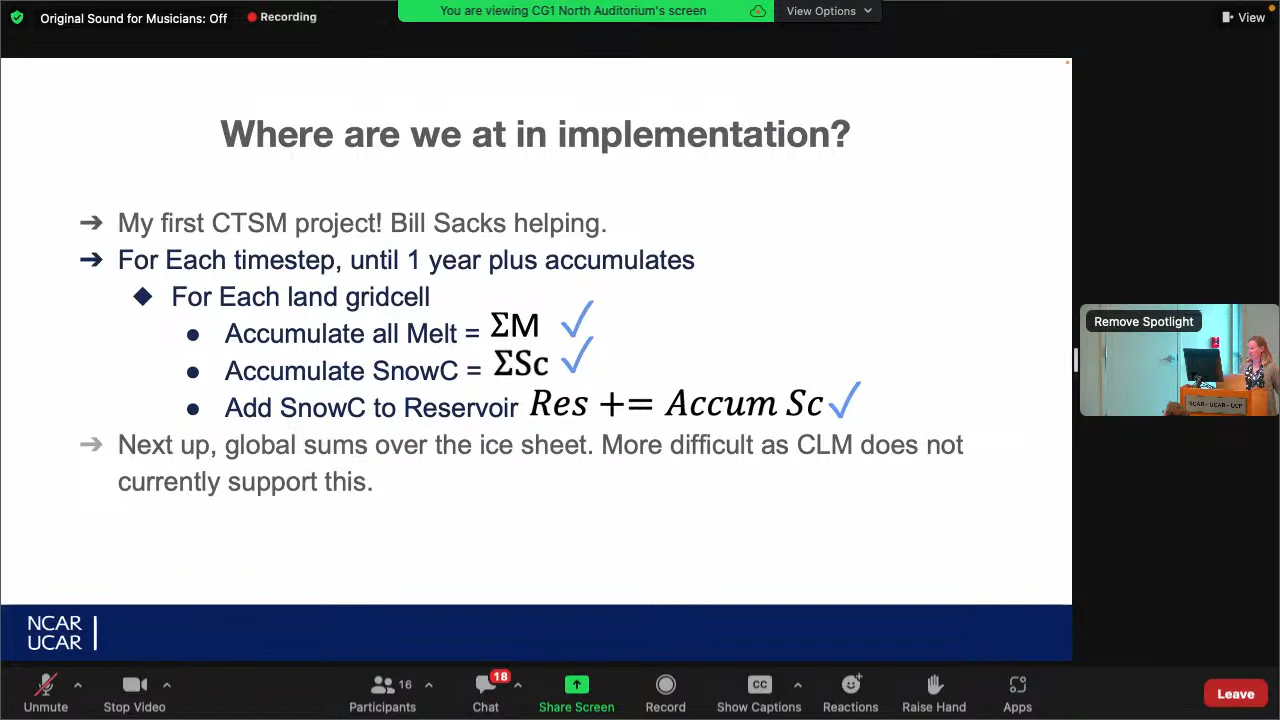 Original Sound for Musicians: Off
Recording
You are viewing CG1 North Auditorium's screen
View Options
View
Where are we at in implementation?
➔ My first CTSM project! Bill Sacks helping.
➔ For Each timestep, until 1 year plus accumulates
◆ For Each land gridcell
● Accumulate all Melt = ΣM ✓
● Accumulate SnowC = ΣSc ✓
● Add SnowC to Reservoir Res += Accum Sc ✓
➔ Next up, global sums over the ice sheet. More difficult as CLM does not
currently support this.
Remove Spotlight
NCAR - UCAR - UCP
NCAR
UCAR
16
18
CC
Unmute
Stop Video
Participants
Chat
Share Screen
Record
Show Captions
Reactions
Raise Hand
Apps
Leave